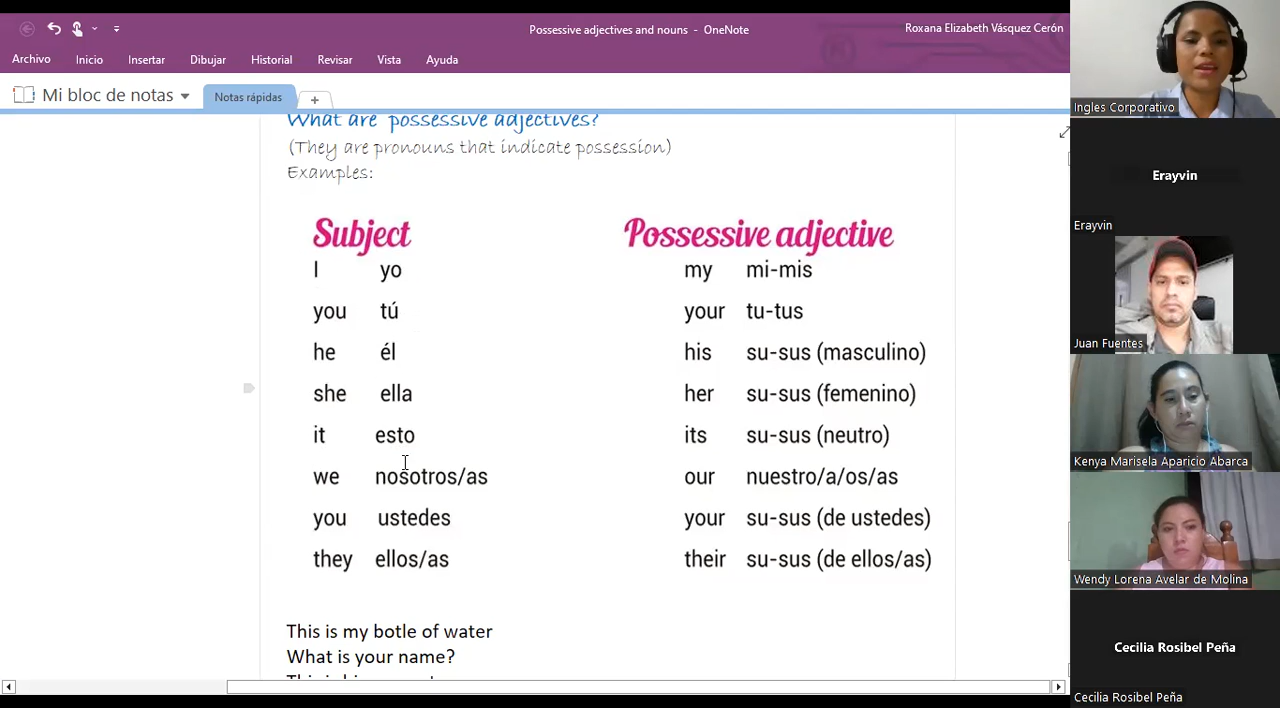 Possessive adjectives and nouns - OneNote
Roxana Elizabeth Vásquez Cerón
Archivo Inicio Insertar Dibujar Historial Revisar Vista Ayuda
Mi bloc de notas Notas rápidas
What are possessive adjectives?
(They are pronouns that indicate possession)
Examples:
Subject Possessive adjective
I yo my mi-mis
you tú your tu-tus
he él his su-sus (masculino)
she ella her su-sus (femenino)
it esto its su-sus (neutro)
we nosotros/as our nuestro/a/os/as
you ustedes your su-sus (de ustedes)
they ellos/as their su-sus (de ellos/as)
This is my botle of water
What is your name?
Ingles Corporativo
Erayvin
Erayvin
Juan Fuentes
Kenya Marisela Aparicio Abarca
Wendy Lorena Avelar de Molina
Cecilia Rosibel Peña
Cecilia Rosibel Peña